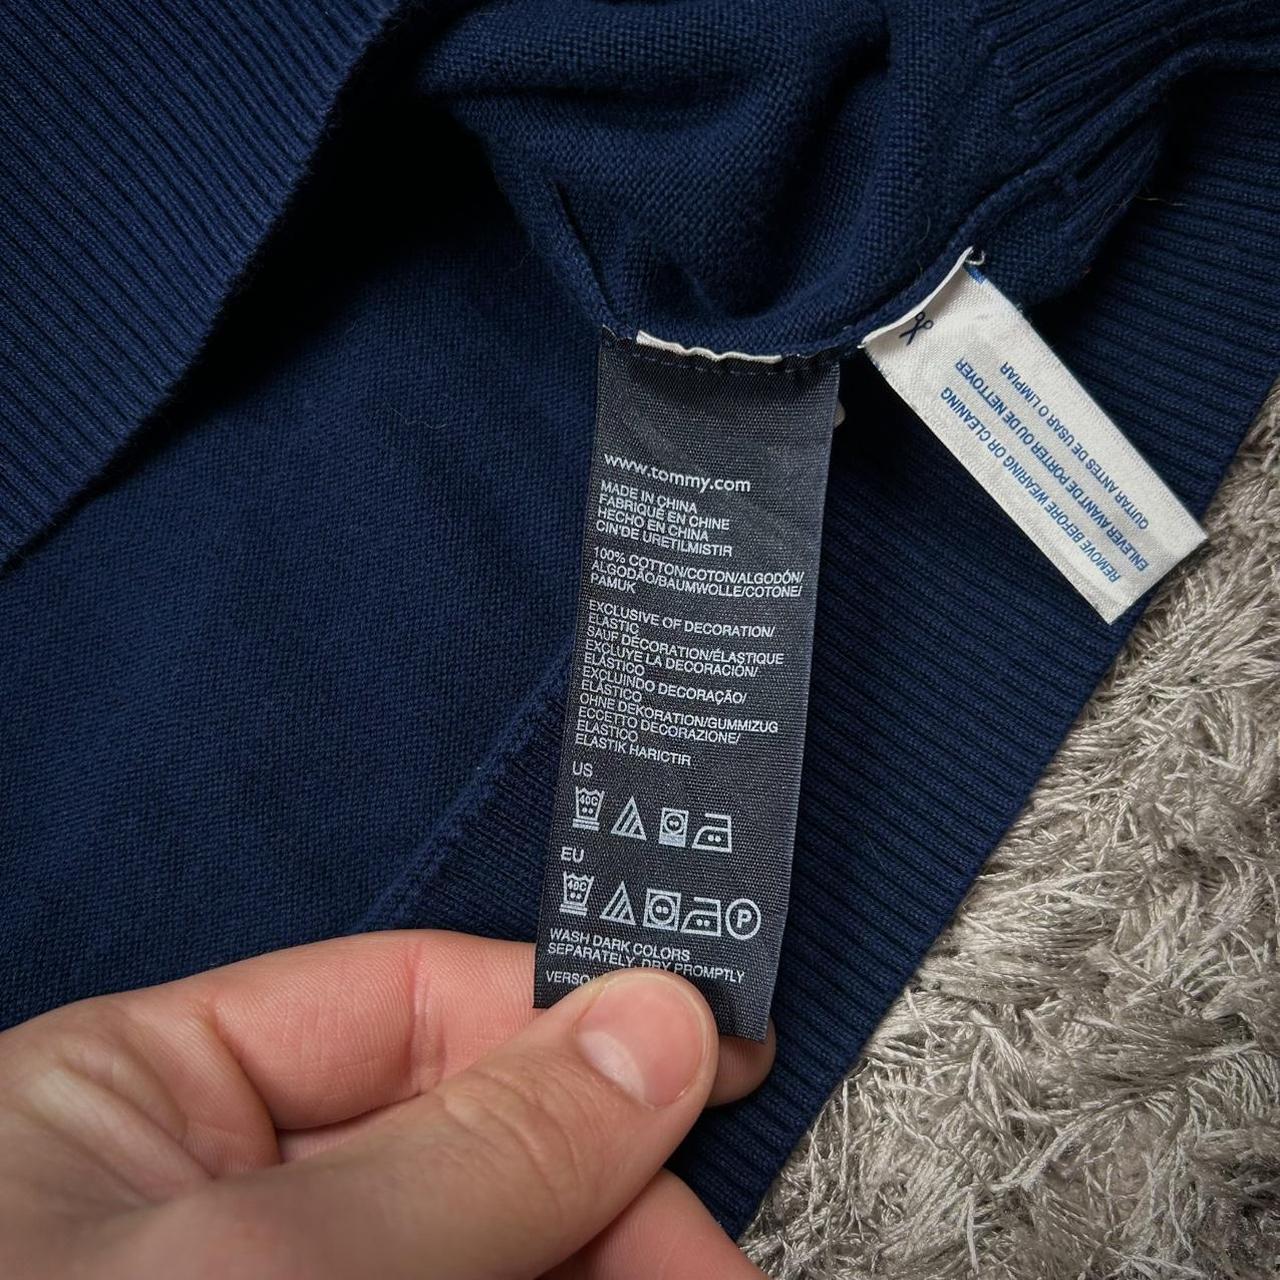 www.tommy.com
MADE IN CHINA
FABRIQUÉ EN CHINE
HECHO EN CHINA
CIN'DE URETILMISTIR
100% COTTON/COTON/ALGODÓN/
ALGODÃO/BAUMWOLLE/COTONE/
PAMUK
EXCLUSIVE OF DECORATION/
ELASTIC
SAUF DÉCORATION/ÉLASTIQUE
EXCLUYE LA DECORACIÓN/
ELÁSTICO
EXCLUINDO DECORAÇÃO/
ELÁSTICO
OHNE DEKORATION/GUMMIZUG
ECCETTO DECORAZIONE/
ELASTICO
ELASTIK HARICTIR
US
40C
EU
40C
P
WASH DARK COLORS
SEPARATELY. DRY PROMPTLY
REMOVE BEFORE WEARING OR CLEANING
ENLEVER AVANT DE PORTER OU DE NETTOYER
QUITAR ANTES DE USAR O LIMPIAR